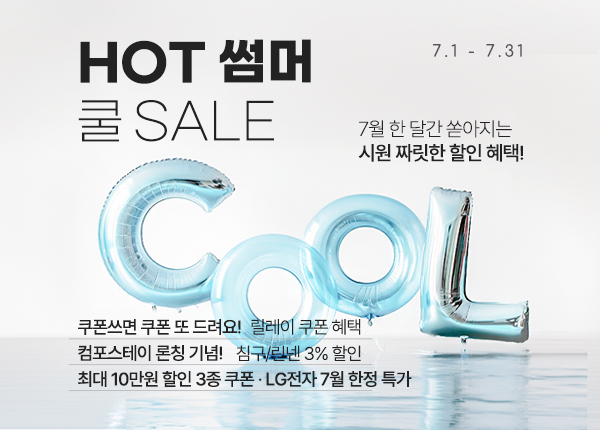 HOT 썸머
쿨 SALE
7.1 - 7.31
7월 한 달간 쏟아지는
시원 짜릿한 할인 혜택!
COOL
쿠폰쓰면 쿠폰 또 드려요! 릴레이 쿠폰 혜택
컴포스테이 론칭 기념! 침구/린넨 3% 할인
최대 10만원 할인 3종 쿠폰 · LG전자 7월 한정 특가